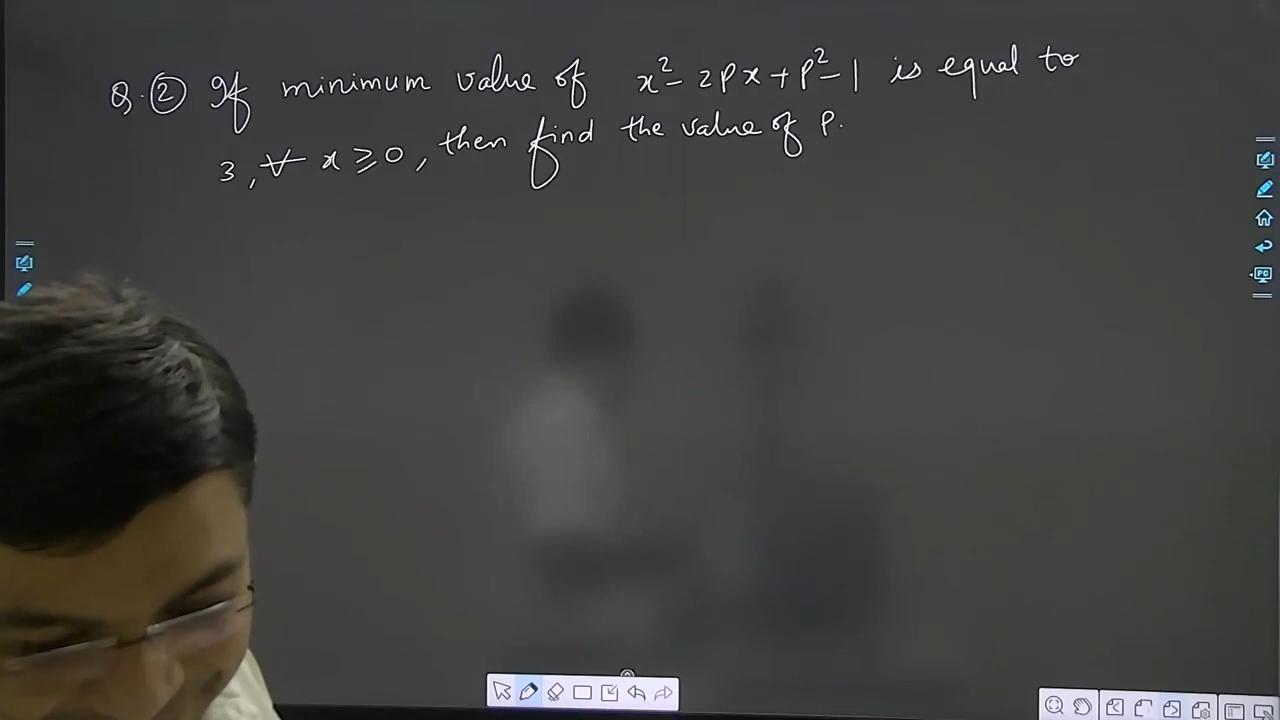 Q. ② If minimum value of x² - 2px + p² - 1 is equal to
3, ∀ x ≥ 0, then find the value of p.
PC